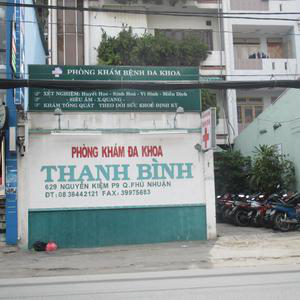 PHÒNG KHÁM BỆNH ĐA KHOA
XÉT NGHIỆM: Huyết Học - Sinh Hoá - Vi Sinh - Miễn Dịch
SIÊU ÂM - X.QUANG -
KHÁM TỔNG QUÁT THEO DÕI SỨC KHOẺ ĐỊNH KỲ
PHÒNG KHÁM ĐA KHOA
THANH BÌNH
629 NGUYỄN KIỆM P9 Q.PHÚ NHUẬN
ĐT: 08 38442121 FAX: 39975683